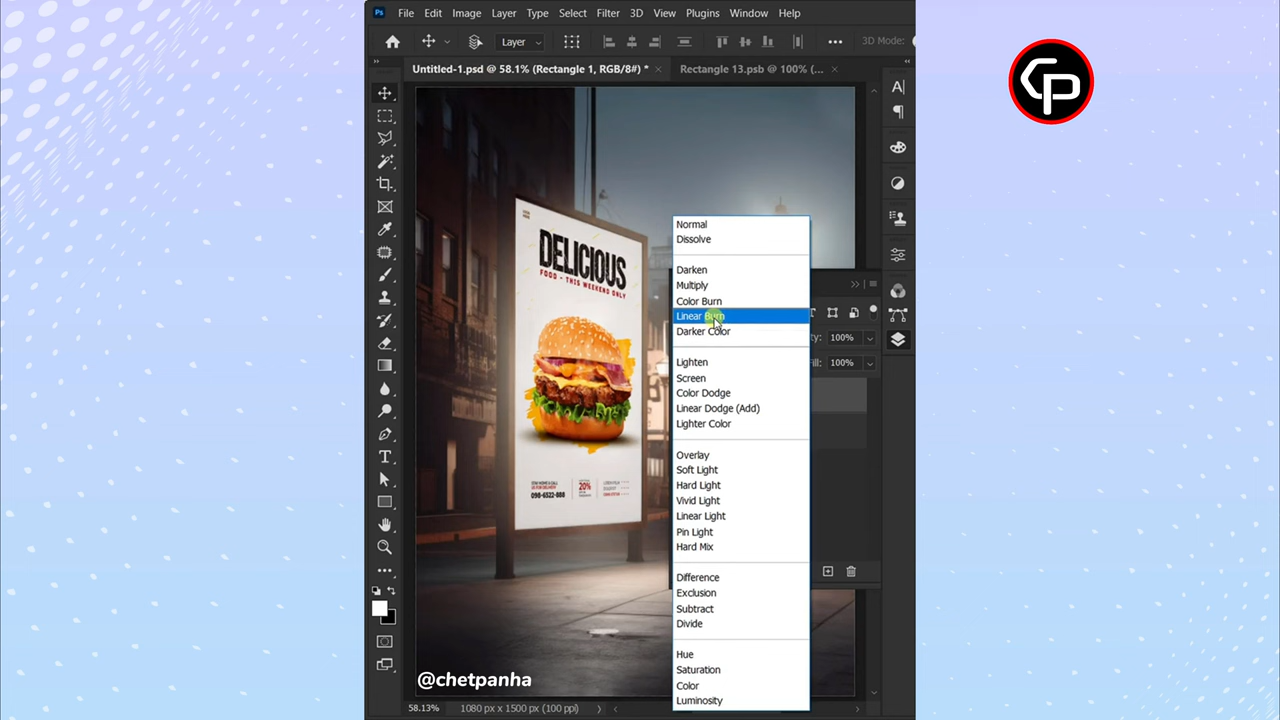 Ps File Edit Image Layer Type Select Filter 3D View Plugins Window Help
Layer 3D Mode:
Untitled-1.psd @ 58.1% (Rectangle 1, RGB/8#) * × Rectangle 13.psb @ 100% (... ×
CP
DELICIOUS
FOOD - THIS WEEKEND ONLY
098-6522-888
20%
Normal
Dissolve
Darken
Multiply
Color Burn
Linear Burn
Darker Color
Lighten
Screen
Color Dodge
Linear Dodge (Add)
Lighter Color
Overlay
Soft Light
Hard Light
Vivid Light
Linear Light
Pin Light
Hard Mix
Difference
Exclusion
Subtract
Divide
Hue
Saturation
Color
Luminosity
100%
Fill: 100%
@chetpanha
58.13% 1080 px x 1500 px (100 ppi)